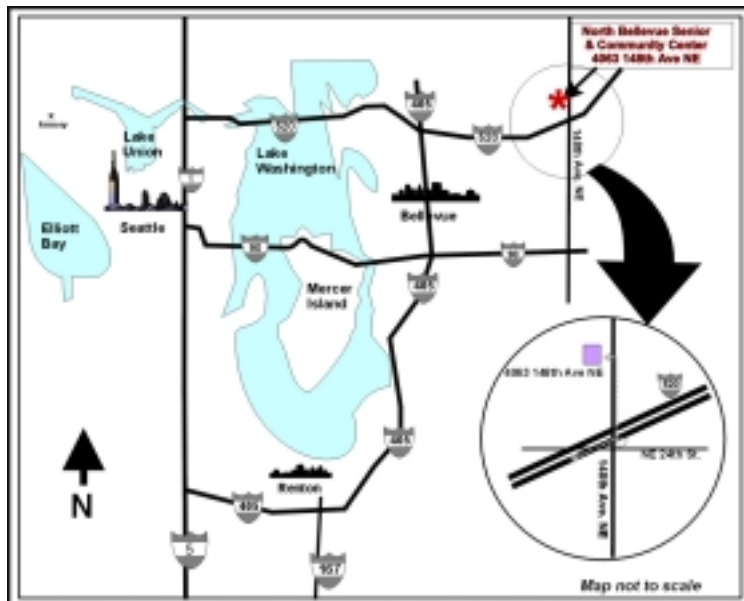 North Bellevue Senior
& Community Center
4063 148th Ave NE
405
520
520
Lake
Union
Lake
Washington
148th Ave, NE
5
Elliott
Bay
Seattle
Bellevue
90
90
Mercer
Island
405
4063 148th Ave NE
520
405
NE 24th St.
N
Renton
405
148th Ave, NE
5
167
Map not to scale